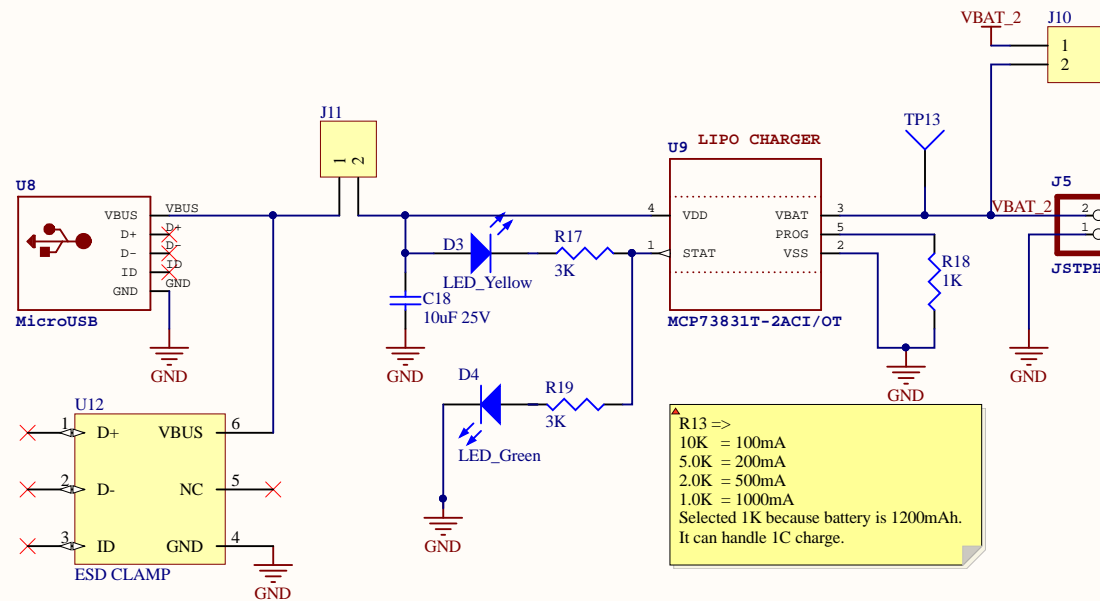 VBAT_2
J10
1
2
J11
1
2
TP13
U9 LIPO CHARGER
U8
VBUS
D+
D-
ID
GND
VBUS
D+
D-
ID
GND
MicroUSB
GND
4
VDD
VBAT
3
PROG
5
1
STAT
VSS
2
MCP73831T-2ACI/OT
D3
LED_Yellow
R17
3K
C18
10uF 25V
GND
R18
1K
GND
J5
VBAT_2
2
1
JSTPH
GND
D4
LED_Green
R19
3K
GND
U12
1
D+
VBUS
6
2
D-
NC
5
3
ID
GND
4
ESD CLAMP
GND
R13 =>
10K = 100mA
5.0K = 200mA
2.0K = 500mA
1.0K = 1000mA
Selected 1K because battery is 1200mAh.
It can handle 1C charge.